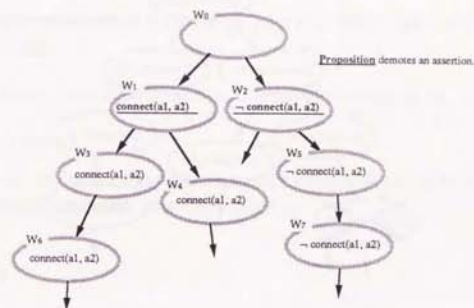 W0
Proposition demotes an assertion.
W1
connect(a1, a2)
W2
¬ connect(a1, a2)
W3
connect(a1, a2)
W4
connect(a1, a2)
W5
¬ connect(a1, a2)
W6
connect(a1, a2)
W7
¬ connect(a1, a2)